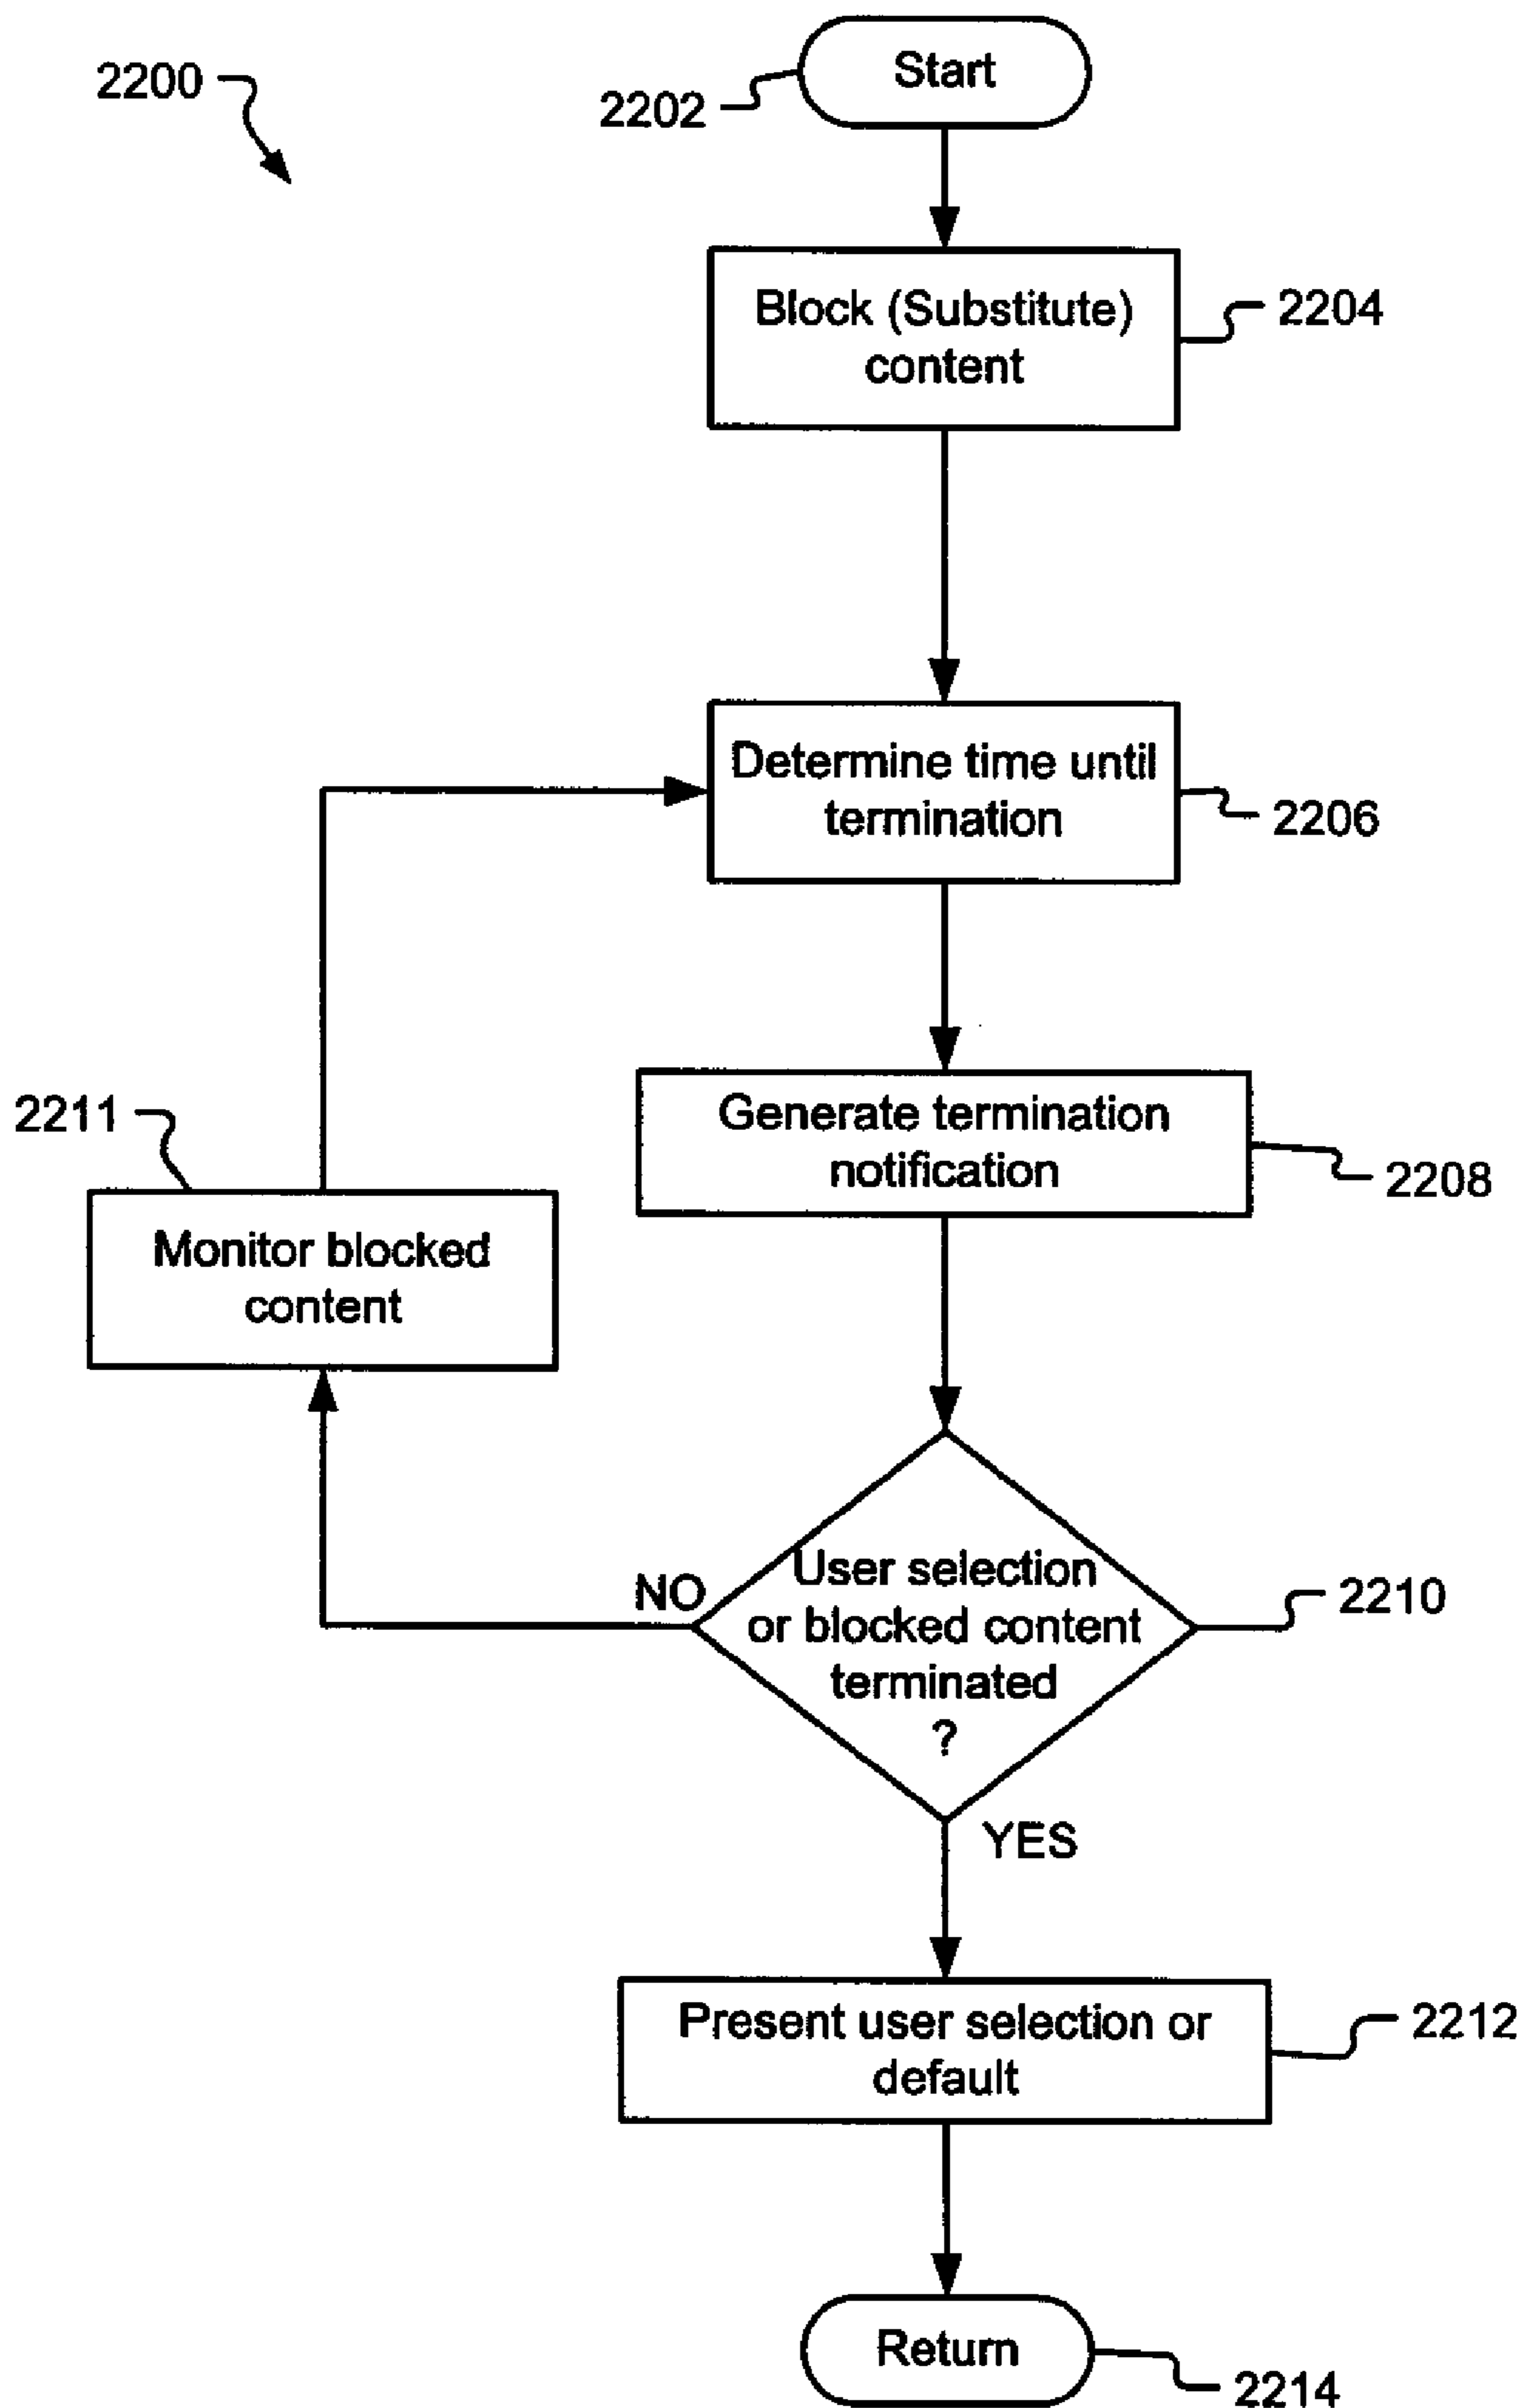 2200
Start
2202
Block (Substitute)
content
2204
Determine time until
termination
2206
Generate termination
notification
2208
2211
Monitor blocked
content
NO
User selection
or blocked content
terminated
?
2210
YES
Present user selection or
default
2212
Return
2214